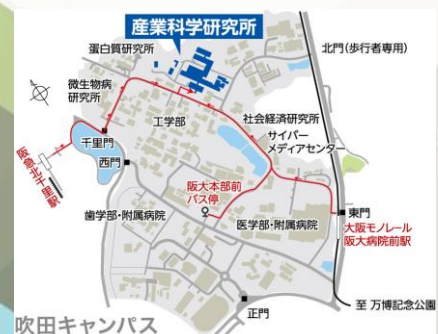 産業科学研究所
蛋白質研究所
北門(歩行者専用)
微生物病
研究所
工学部
社会経済研究所
サイバー
メディアセンター
千里門
西門
阪急北千里駅
阪大本部前
バス停
歯学部・附属病院
医学部・附属病院
東門
大阪モノレール
阪大病院前駅
正門
至 万博記念公園
吹田キャンパス